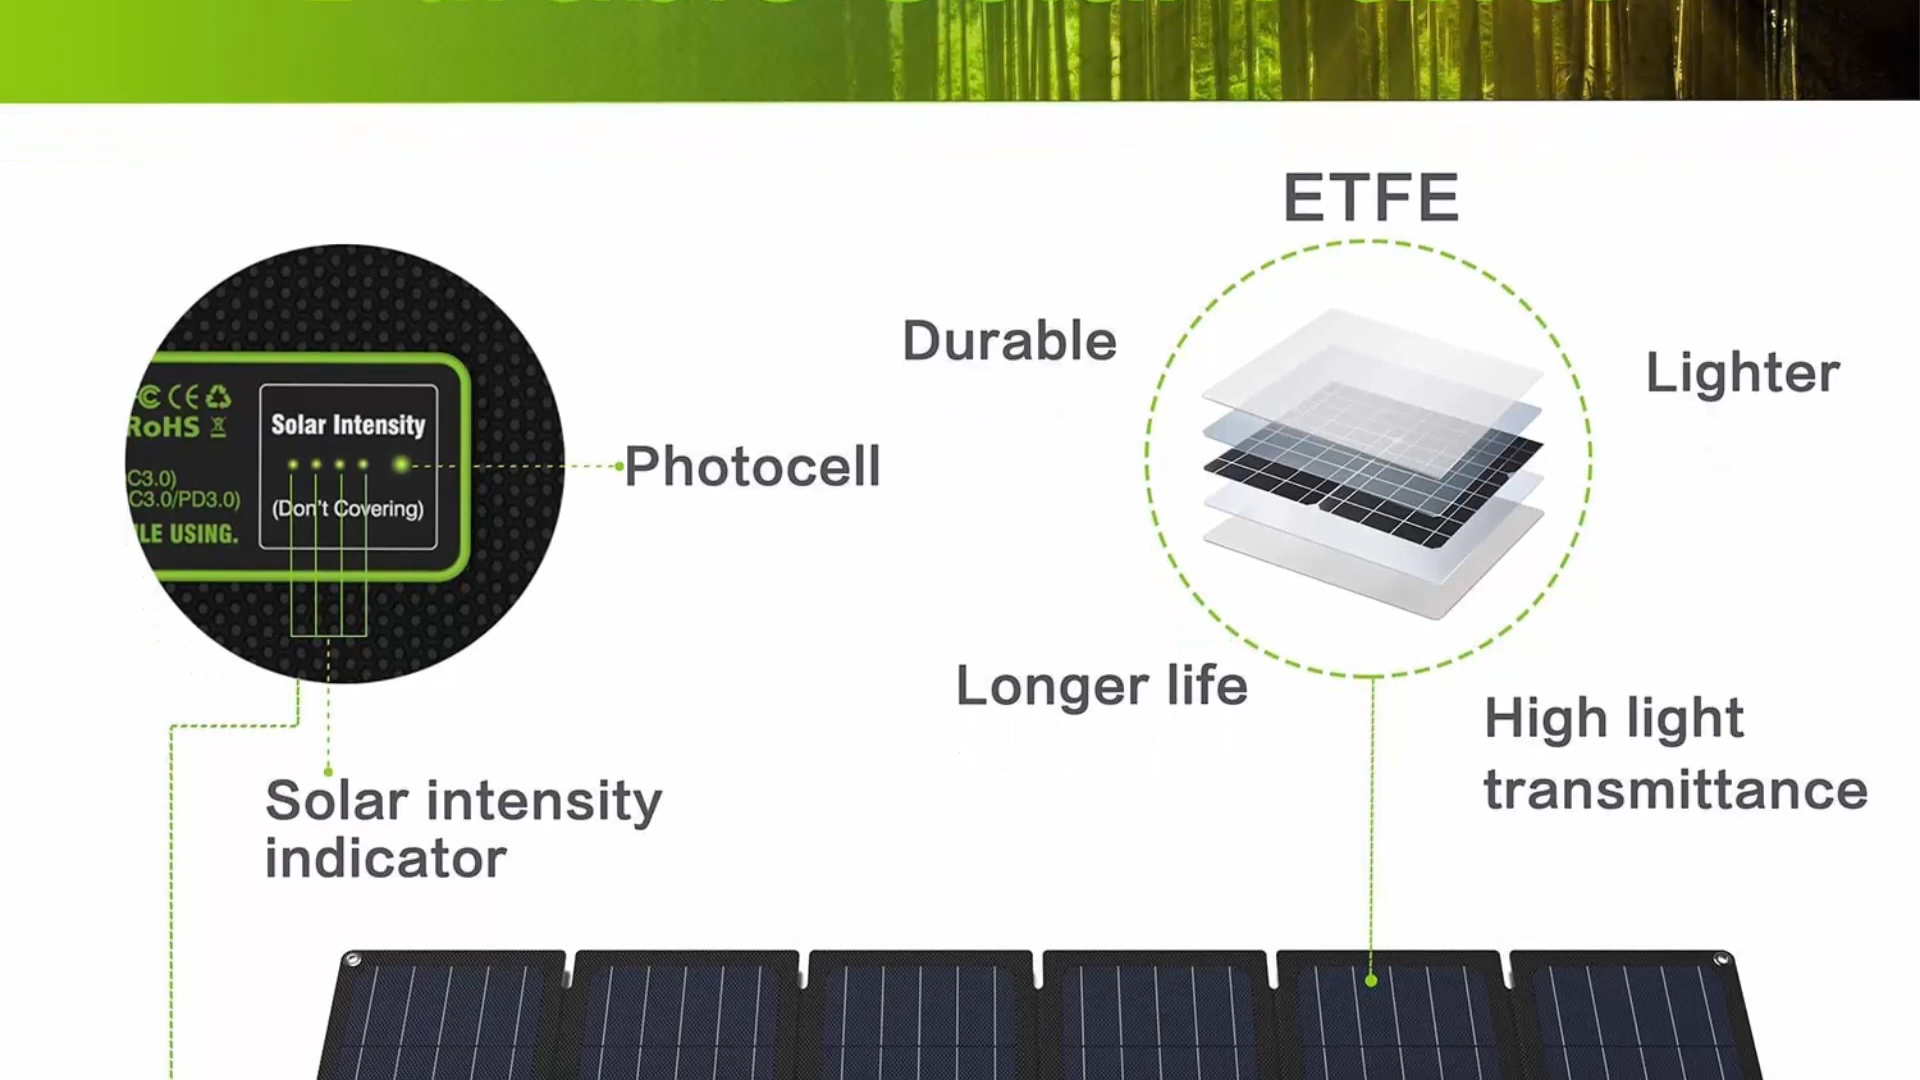 ETFE
Durable
Lighter
CE
RoHS
Solar Intensity
Photocell
C3.0)
C3.0/PD3.0)
(Don't Covering)
LE USING.
Longer life
High light
transmittance
Solar intensity
indicator